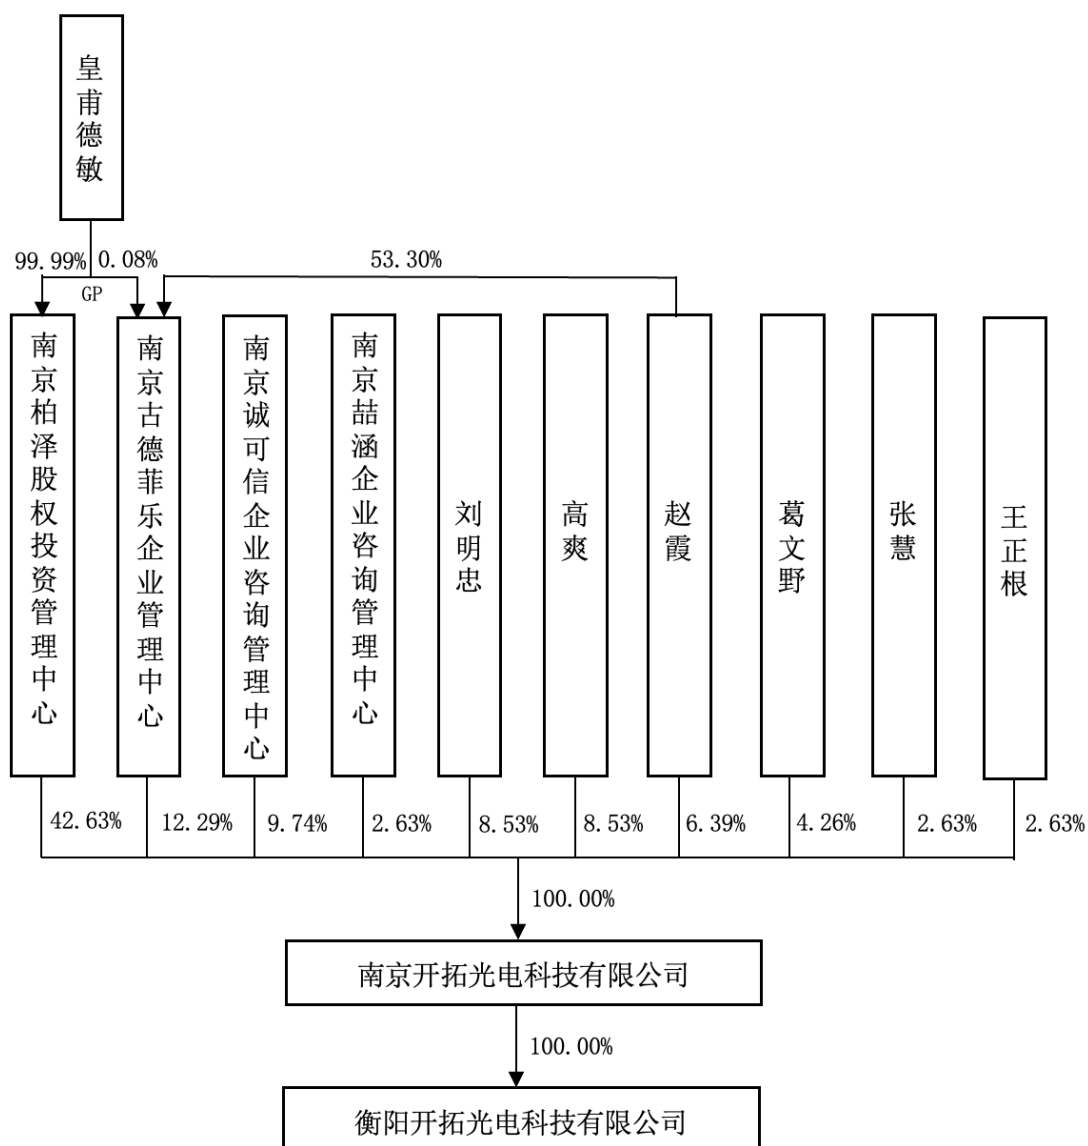 皇甫德敏
99.99%
0.08%
53.30%
GP
南京柏泽股权投资管理中心
南京古德菲乐企业管理中心
南京诚可信企业咨询管理中心
南京喆涵企业咨询管理中心
刘明忠
高爽
赵霞
葛文野
张慧
王正根
42.63%
12.29%
9.74%
2.63%
8.53%
8.53%
6.39%
4.26%
2.63%
2.63%
100.00%
南京开拓光电科技有限公司
100.00%
衡阳开拓光电科技有限公司